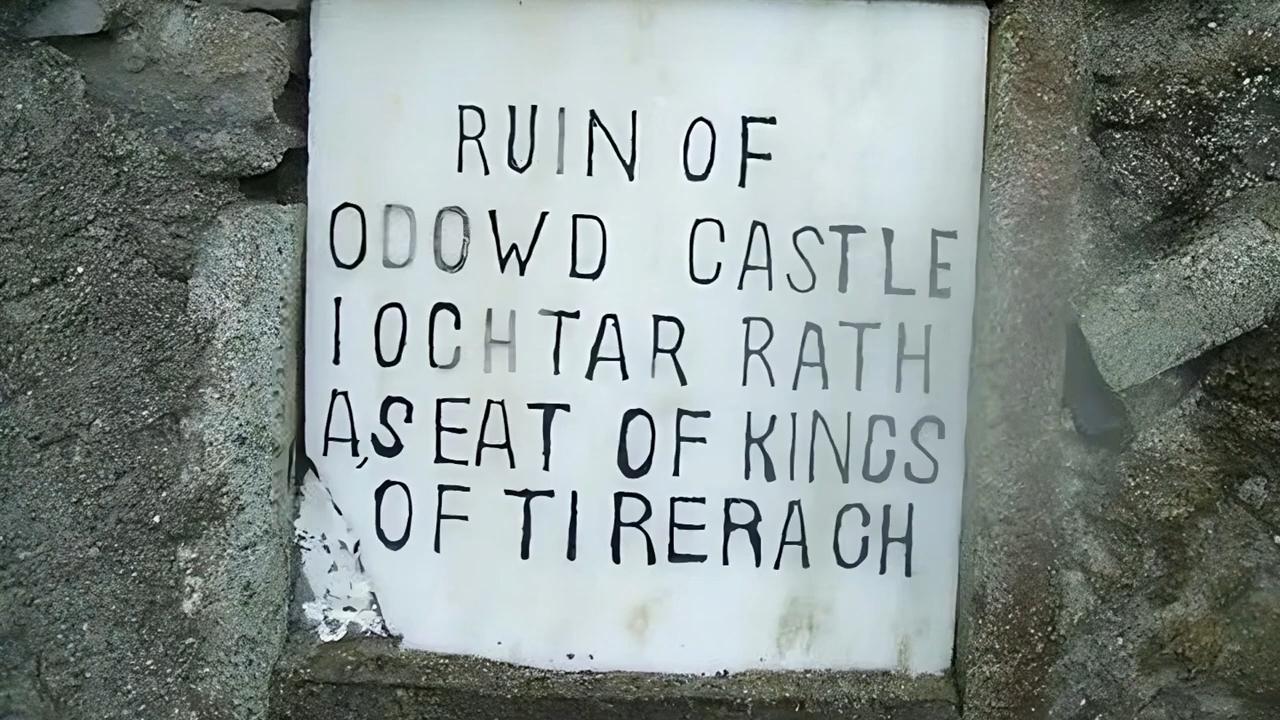 RUIN OF
ODOWD CASTLE
IOCHTAR RATH
A,SEAT OF KINGS
OF TIRERACH